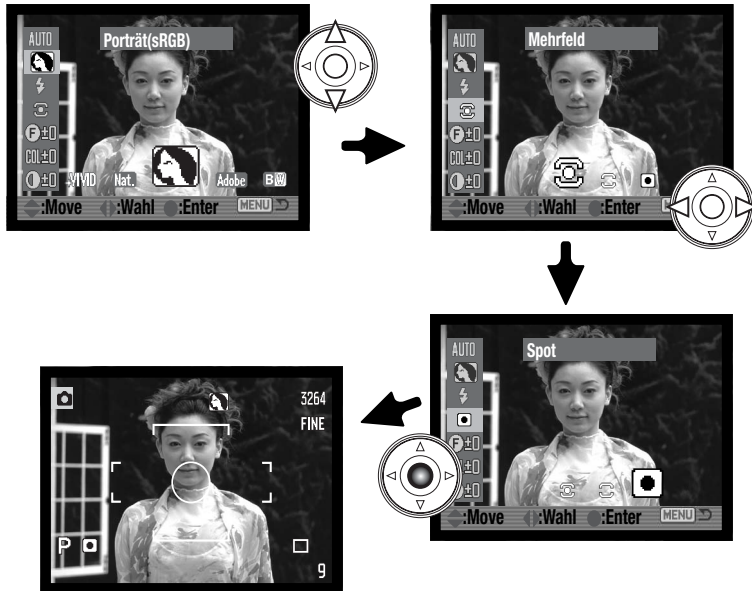 AUTO
Porträt(sRGB)
F±0
COL±0
±0
VIVID Nat. Adobe BW
:Move :Wahl :Enter MENU
AUTO
Mehrfeld
F±0
COL±0
±0
:Move :Wahl :Enter
AUTO
Spot
F±0
±0
±0
:Move :Wahl :Enter MENU
3264
FINE
P
9